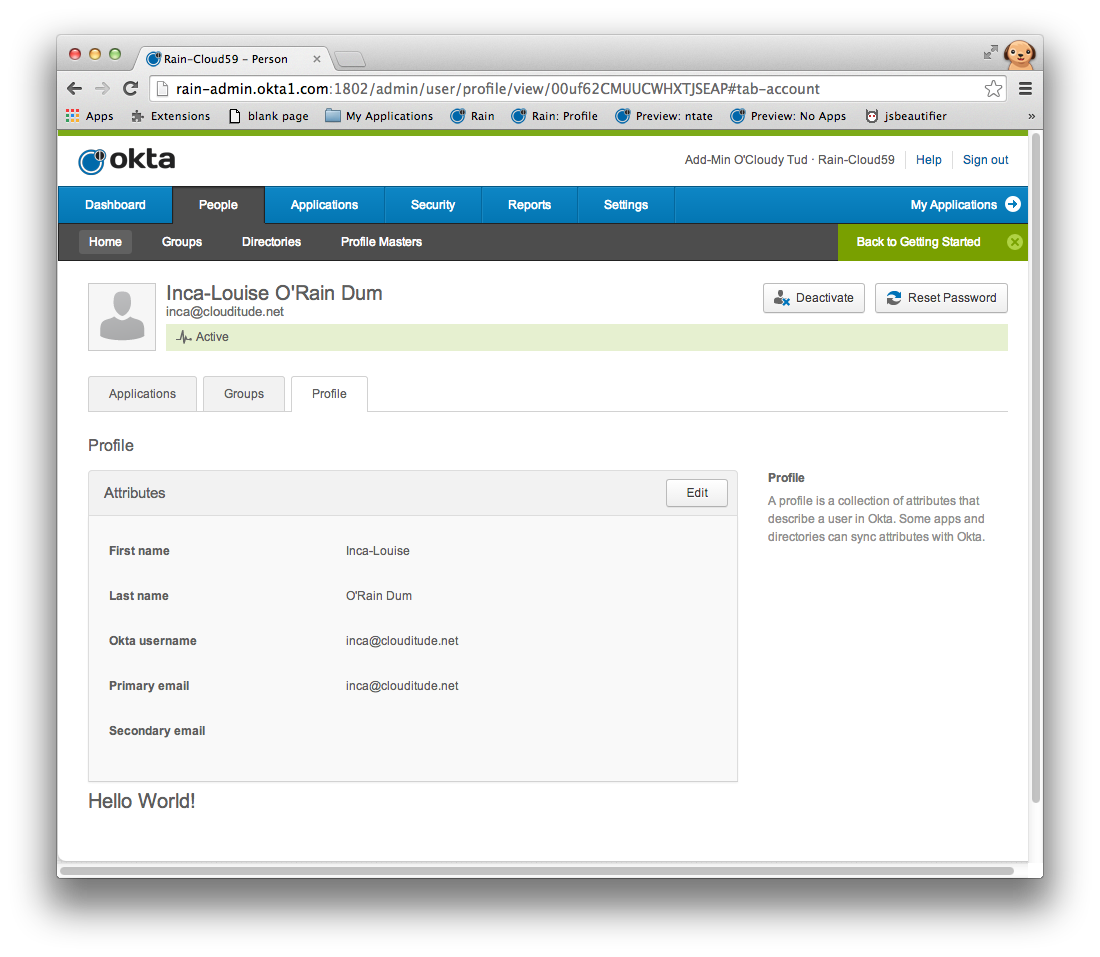 Rain-Cloud59 – Person
rain-admin.okta1.com:1802/admin/user/profile/view/00uf62CMUUCWHXTJSEAP#tab-account
Apps Extensions blank page My Applications Rain Rain: Profile Preview: ntate Preview: No Apps jsbeautifier »
okta
Add-Min O'Cloudy Tud · Rain-Cloud59 Help Sign out
Dashboard People Applications Security Reports Settings My Applications
Home Groups Directories Profile Masters Back to Getting Started
Inca-Louise O'Rain Dum
inca@clouditude.net
Deactivate Reset Password
Active
Applications Groups Profile
Profile
Attributes Edit
First name Inca-Louise
Last name O'Rain Dum
Okta username inca@clouditude.net
Primary email inca@clouditude.net
Secondary email
Profile
A profile is a collection of attributes that
describe a user in Okta. Some apps and
directories can sync attributes with Okta.
Hello World!